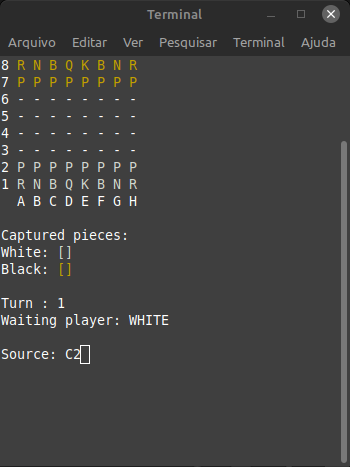 Terminal
Arquivo Editar Ver Pesquisar Terminal Ajuda
8 R N B Q K B N R
7 P P P P P P P P
6 - - - - - - - -
5 - - - - - - - -
4 - - - - - - - -
3 - - - - - - - -
2 P P P P P P P P
1 R N B Q K B N R
A B C D E F G H
Captured pieces:
White: []
Black: []
Turn : 1
Waiting player: WHITE
Source: C2